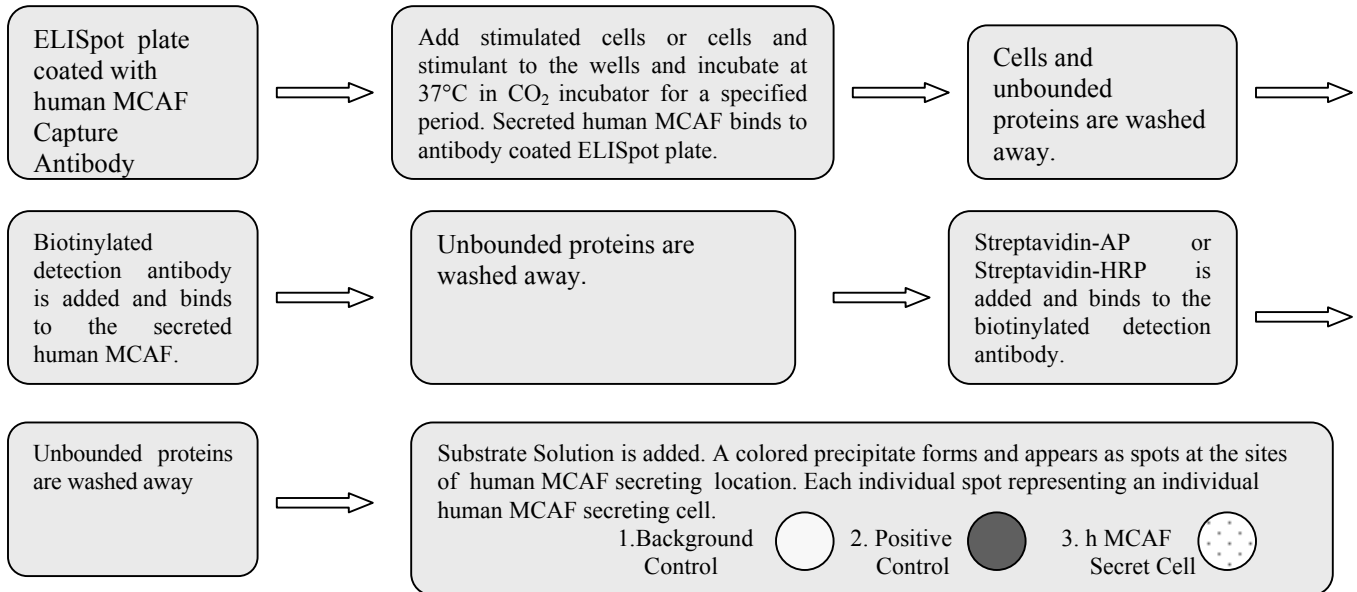 ELISpot plate
coated with
human MCAF
Capture
Antibody
Add stimulated cells or cells and
stimulant to the wells and incubate at
37°C in CO₂ incubator for a specified
period. Secreted human MCAF binds to
antibody coated ELISpot plate.
Cells and
unbounded
proteins are washed
away.
Biotinylated
detection antibody
is added and binds
to the secreted
human MCAF.
Unbounded proteins are
washed away.
Streptavidin-AP or
Streptavidin-HRP is
added and binds to the
biotinylated detection
antibody.
Unbounded proteins
are washed away
Substrate Solution is added. A colored precipitate forms and appears as spots at the sites
of human MCAF secreting location. Each individual spot representing an individual
human MCAF secreting cell.
1.Background
Control
2. Positive
Control
3. h MCAF
Secret Cell